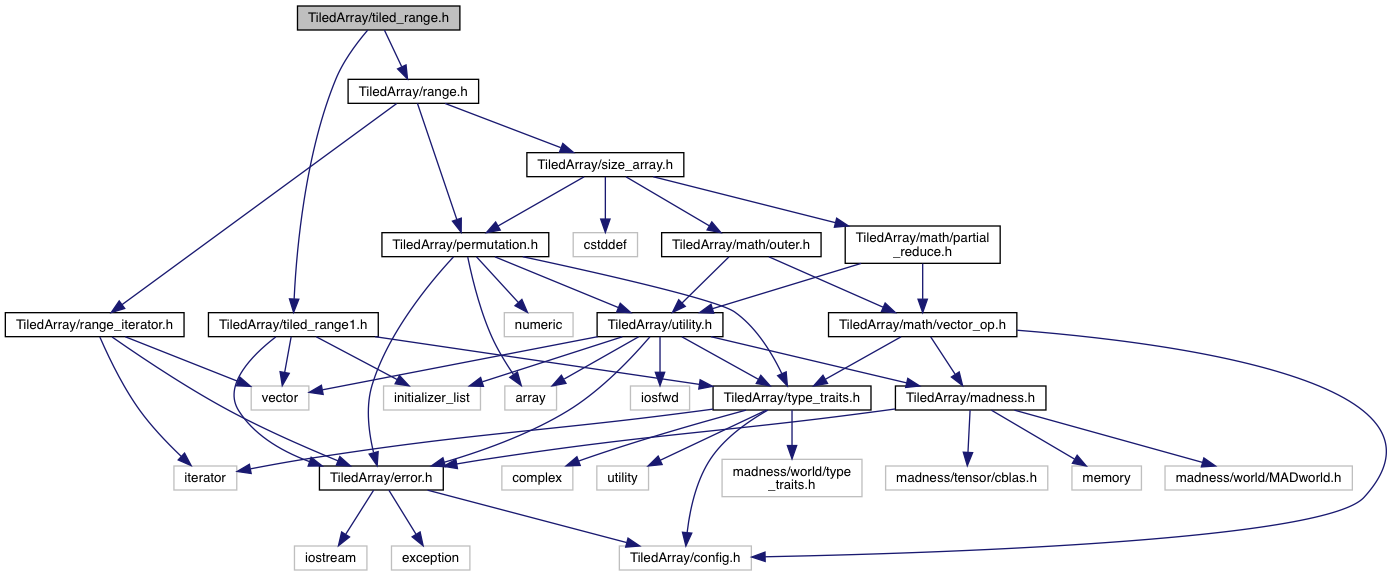 TiledArray/tiled_range.h
TiledArray/range.h
TiledArray/size_array.h
TiledArray/permutation.h
cstddef
TiledArray/math/outer.h
TiledArray/math/partial
_reduce.h
TiledArray/range_iterator.h
TiledArray/tiled_range1.h
numeric
TiledArray/utility.h
TiledArray/math/vector_op.h
vector
initializer_list
array
iosfwd
TiledArray/type_traits.h
TiledArray/madness.h
iterator
TiledArray/error.h
complex
utility
madness/world/type
_traits.h
madness/tensor/cblas.h
memory
madness/world/MADworld.h
iostream
exception
TiledArray/config.h